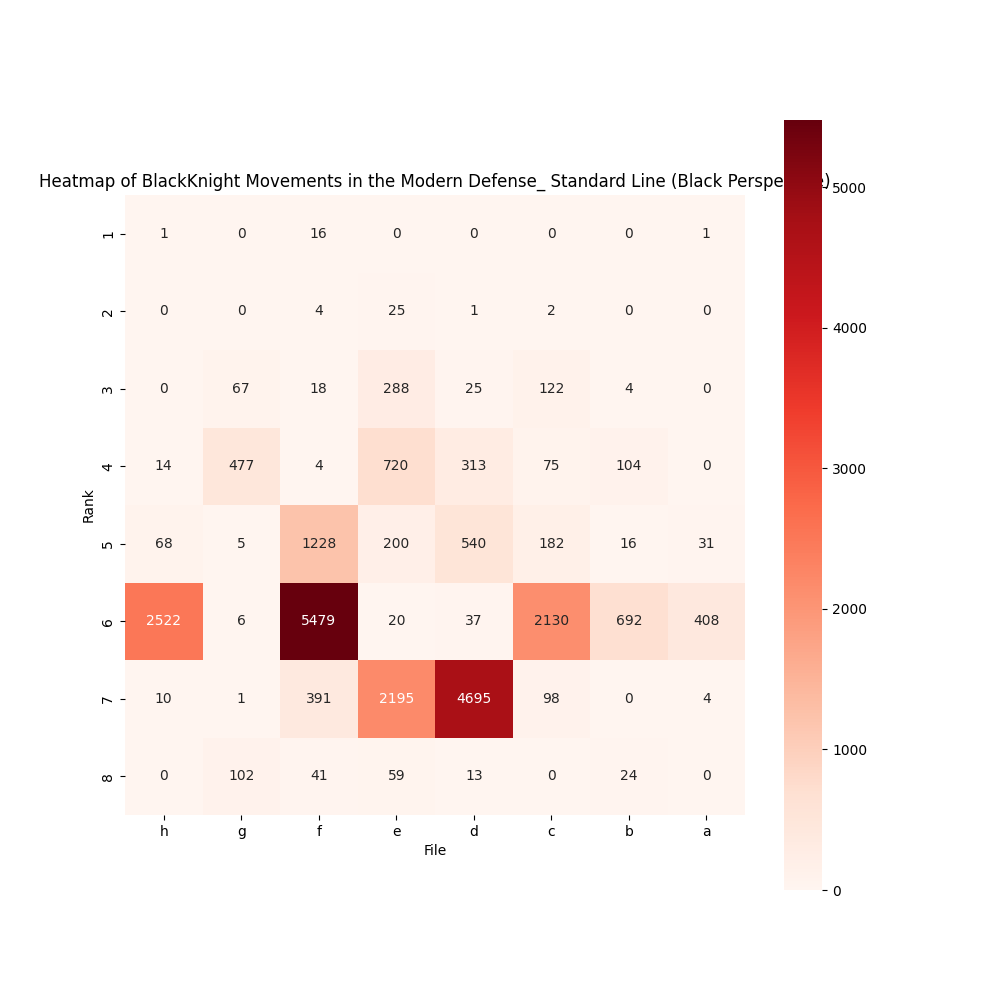 Heatmap of BlackKnight Movements in the Modern Defense_ Standard Line (Black Perspe e)
1 1 0 16 0 0 0 0 1
2 0 0 4 25 1 2 0 0
3 0 67 18 288 25 122 4 0
4 14 477 4 720 313 75 104 0
Rank
5 68 5 1228 200 540 182 16 31
6 2522 6 5479 20 37 2130 692 408
7 10 1 391 2195 4695 98 0 4
8 0 102 41 59 13 0 24 0
h g f e d c b a
File
5000
4000
3000
2000
1000
0